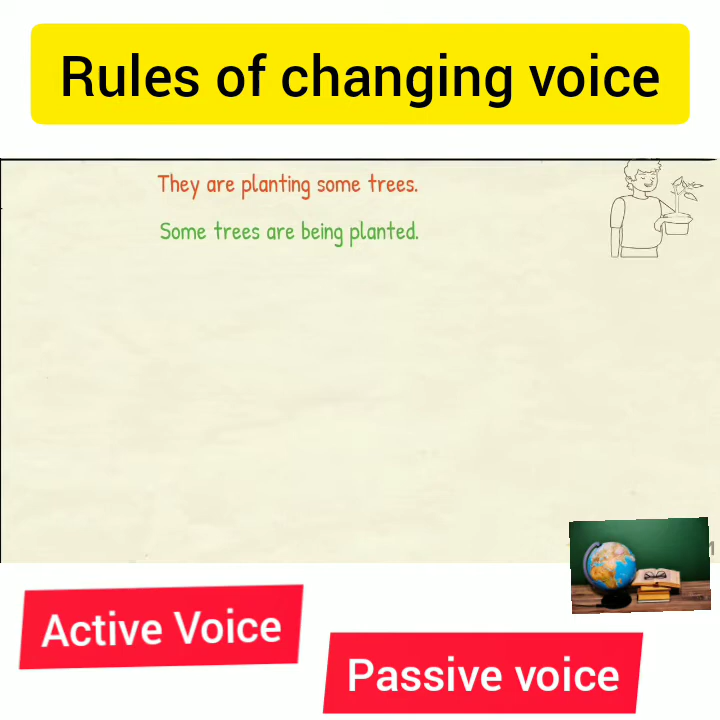 Rules of changing voice
They are planting some trees.
Some trees are being planted.
Active Voice
Passive voice